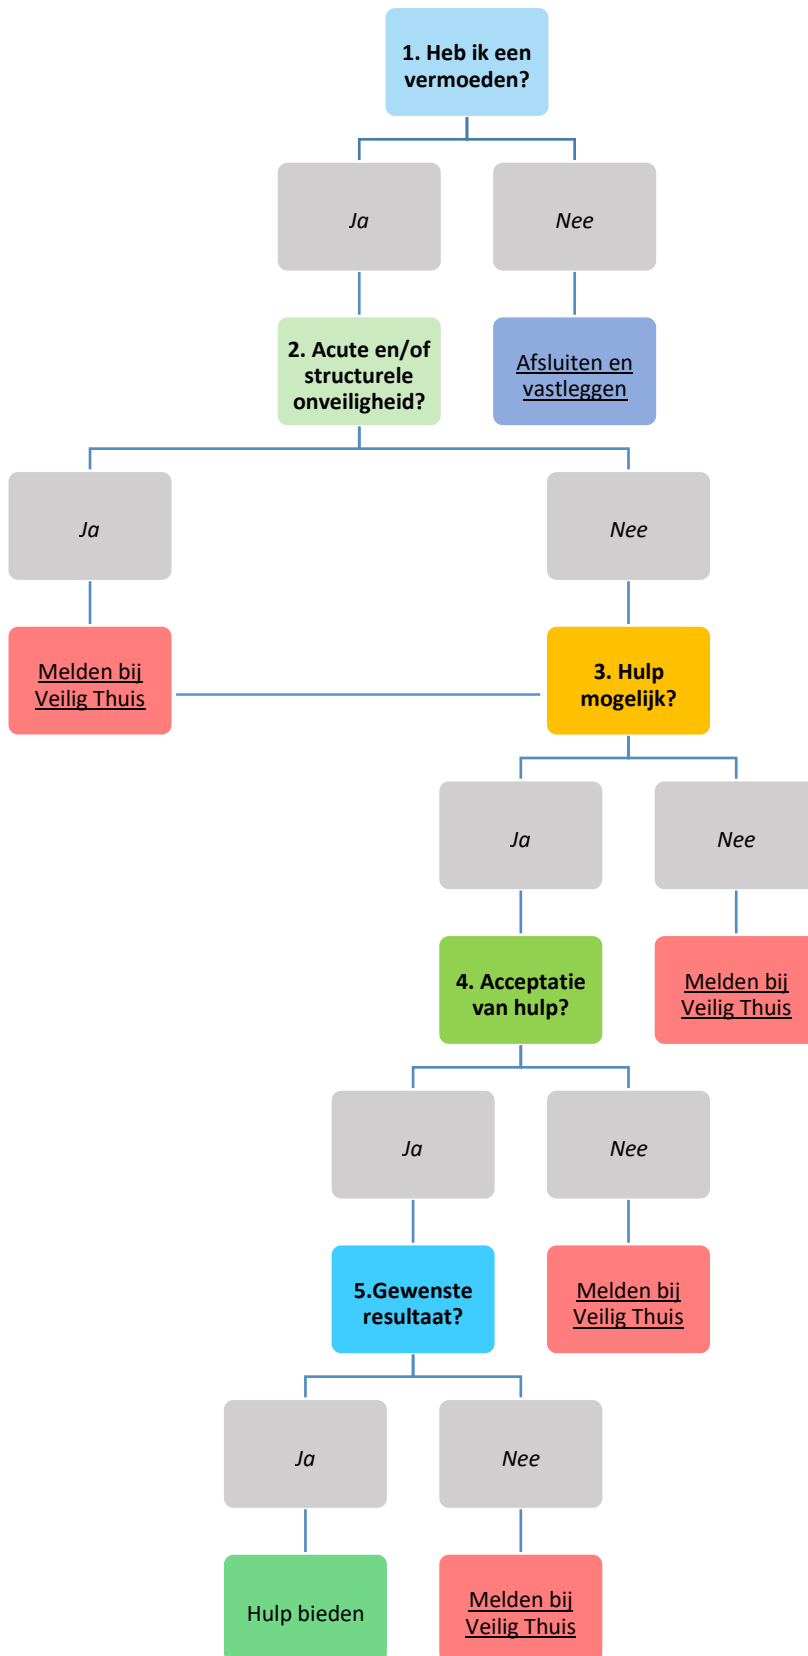 1. Heb ik een
vermoeden?
Ja
Nee
2. Acute en/of
structurele
onveiligheid?
Afsluiten en
vastleggen
Ja
Nee
Melden bij
Veilig Thuis
3. Hulp
mogelijk?
Ja
Nee
4. Acceptatie
van hulp?
Melden bij
Veilig Thuis
Ja
Nee
5.Gewenste
resultaat?
Melden bij
Veilig Thuis
Ja
Nee
Hulp bieden
Melden bij
Veilig Thuis